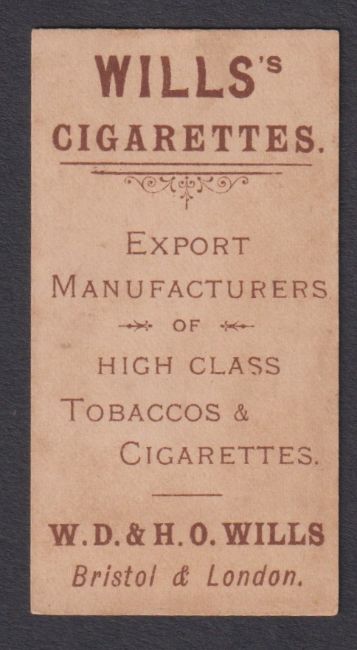 WILLS's
CIGARETTES.
EXPORT
MANUFACTURERS
OF
HIGH CLASS
TOBACCOS &
CIGARETTES.
W. D. & H. O. WILLS
Bristol & London.